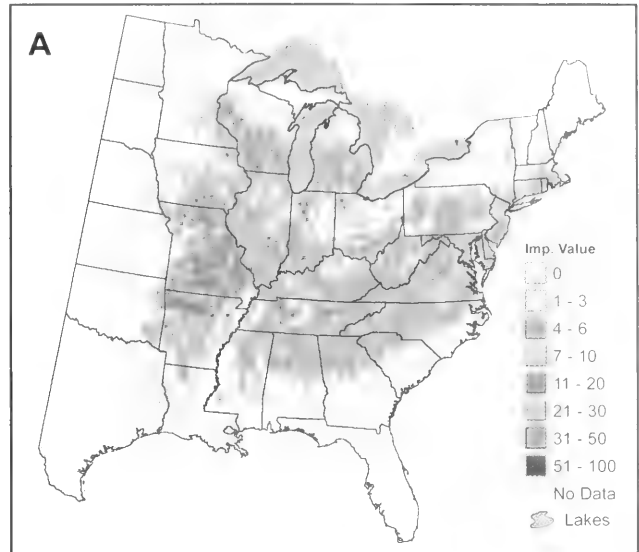 A
Imp. Value
0
1 - 3
4 - 6
7 - 10
11 - 20
21 - 30
31 - 50
51 - 100
No Data
Lakes